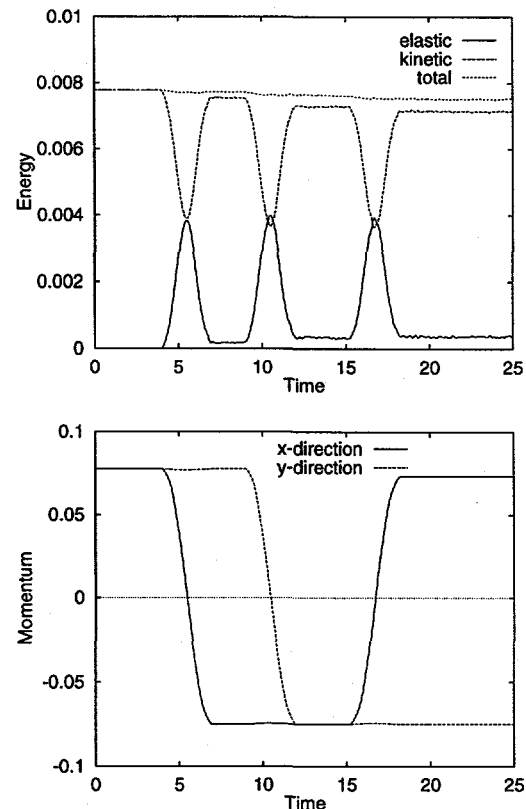 0.01
0.008
0.006
0.004
0.002
0
Energy
elastic
kinetic
total
0 5 10 15 20 25
Time
0.1
0.05
0
-0.05
-0.1
Momentum
x-direction
y-direction
0 5 10 15 20 25
Time